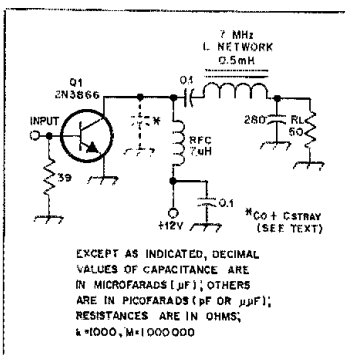 7 MHz
L NETWORK
0.5mH
Q1
2N3866
0.1
*
INPUT
280
RL
50
RFC
7uH
39
0.1
+12V
*Co + CSTRAY
(SEE TEXT)
EXCEPT AS INDICATED, DECIMAL
VALUES OF CAPACITANCE ARE
IN MICROFARADS (µF); OTHERS
ARE IN PICOFARADS (pF OR µµF);
RESISTANCES ARE IN OHMS;
k=1000, M=1000000